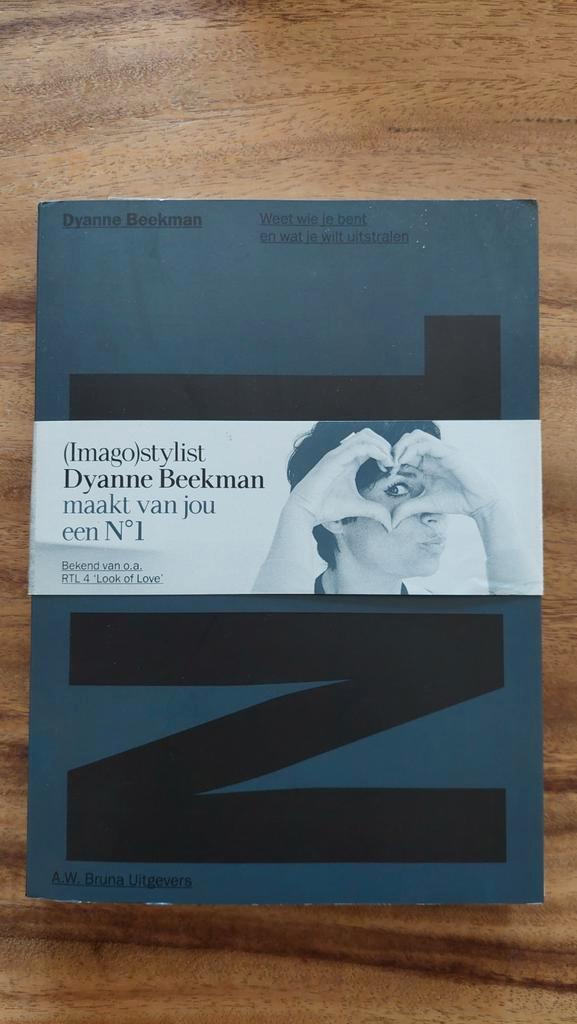 Dyanne Beekman
Weet wie je bent
en wat je wilt uitstralen
(Imago)stylist
Dyanne Beekman
maakt van jou
een N°1
Bekend van o.a.
RTL 4 'Look of Love'
N
1
A.W. Bruna Uitgevers